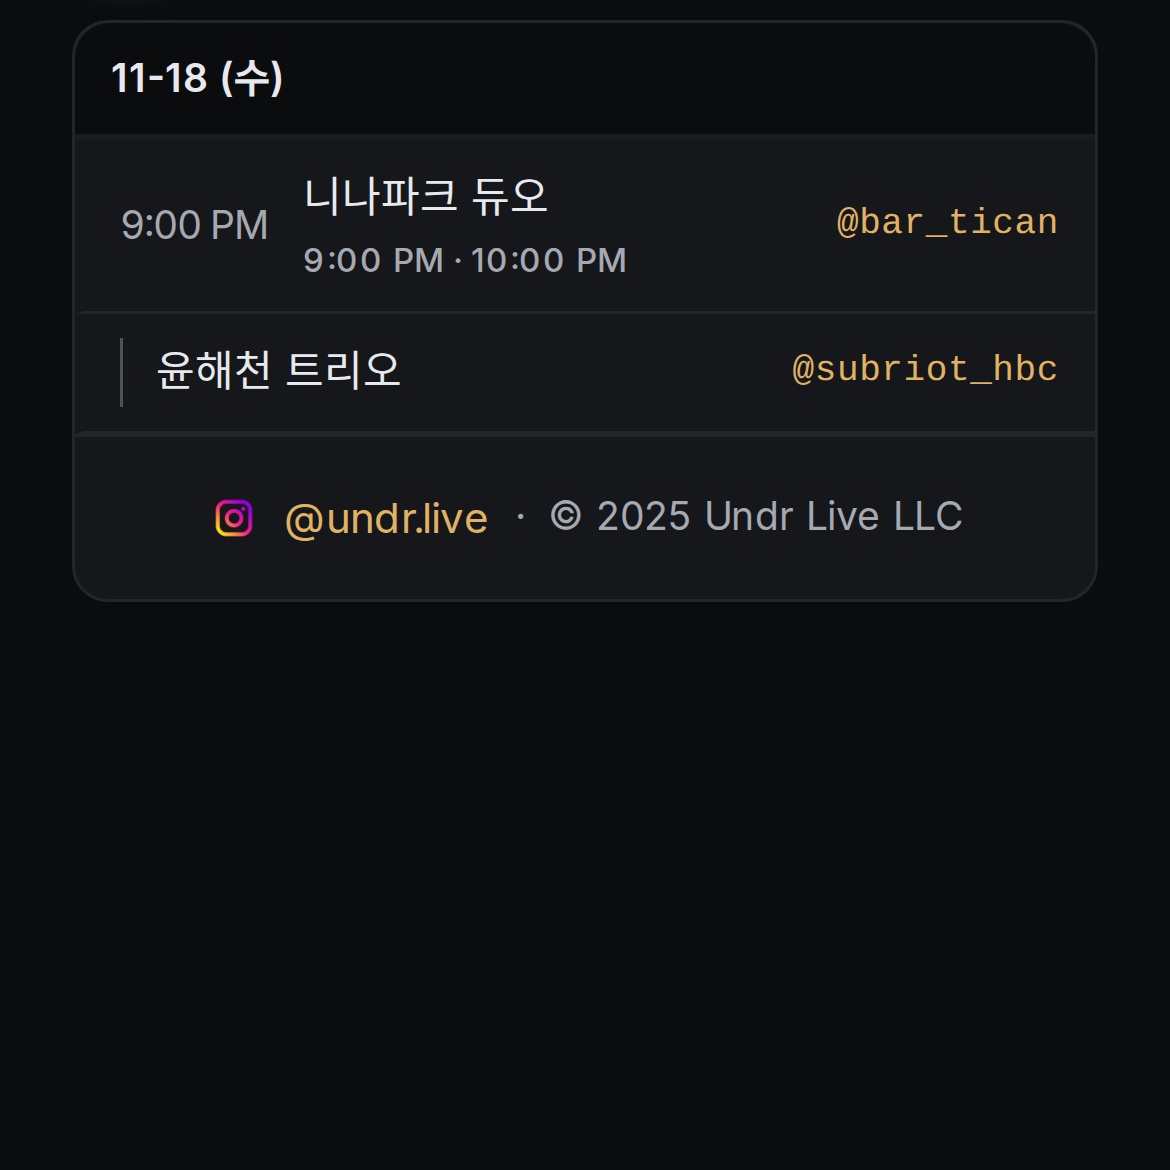 11-18 (수)
9:00 PM
니나파크 듀오
9:00 PM · 10:00 PM
@bar_tican
윤해천 트리오
@subriot_hbc
@undr.live · © 2025 Undr Live LLC